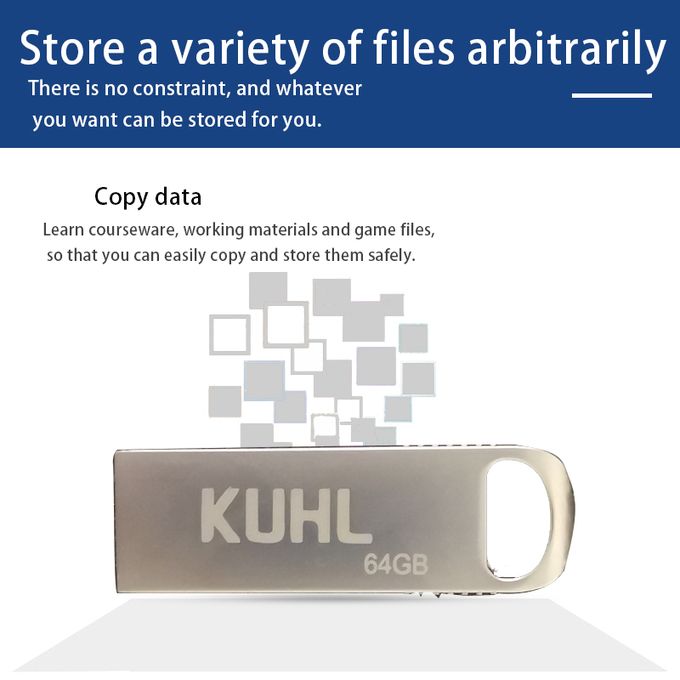 Store a variety of files arbitrarily
There is no constraint, and whatever
you want can be stored for you.
Copy data
Learn courseware, working materials and game files,
so that you can easily copy and store them safely.
KUHL
64GB